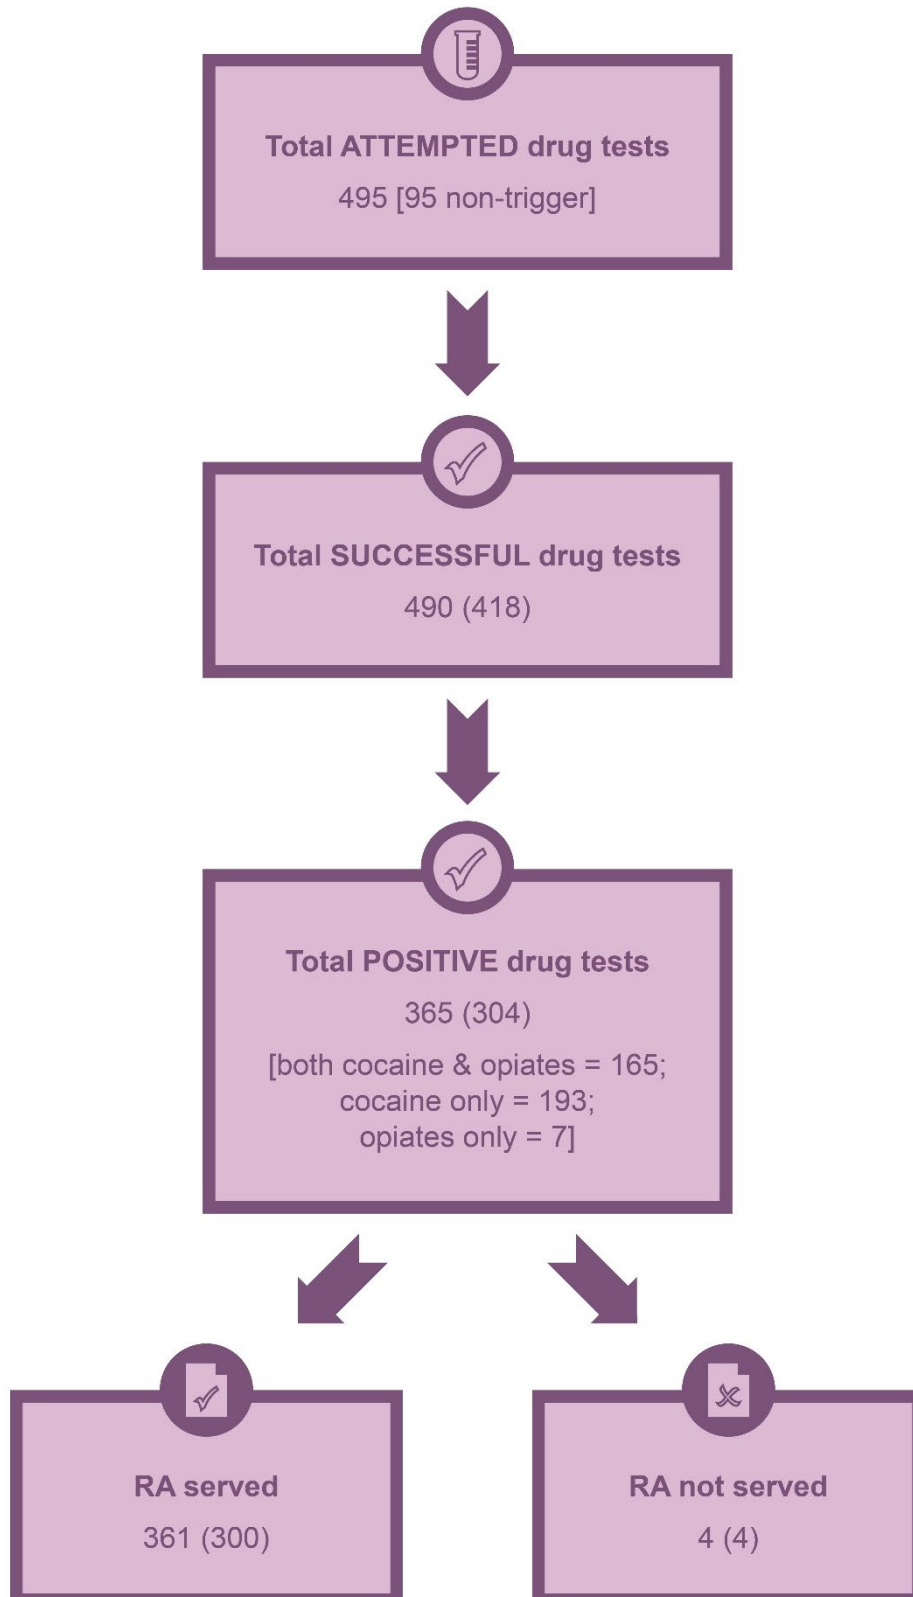 Total ATTEMPTED drug tests
495 [95 non-trigger]
Total SUCCESSFUL drug tests
490 (418)
Total POSITIVE drug tests
365 (304)
[both cocaine & opiates = 165;
cocaine only = 193;
opiates only = 7]
RA served
361 (300)
RA not served
4 (4)